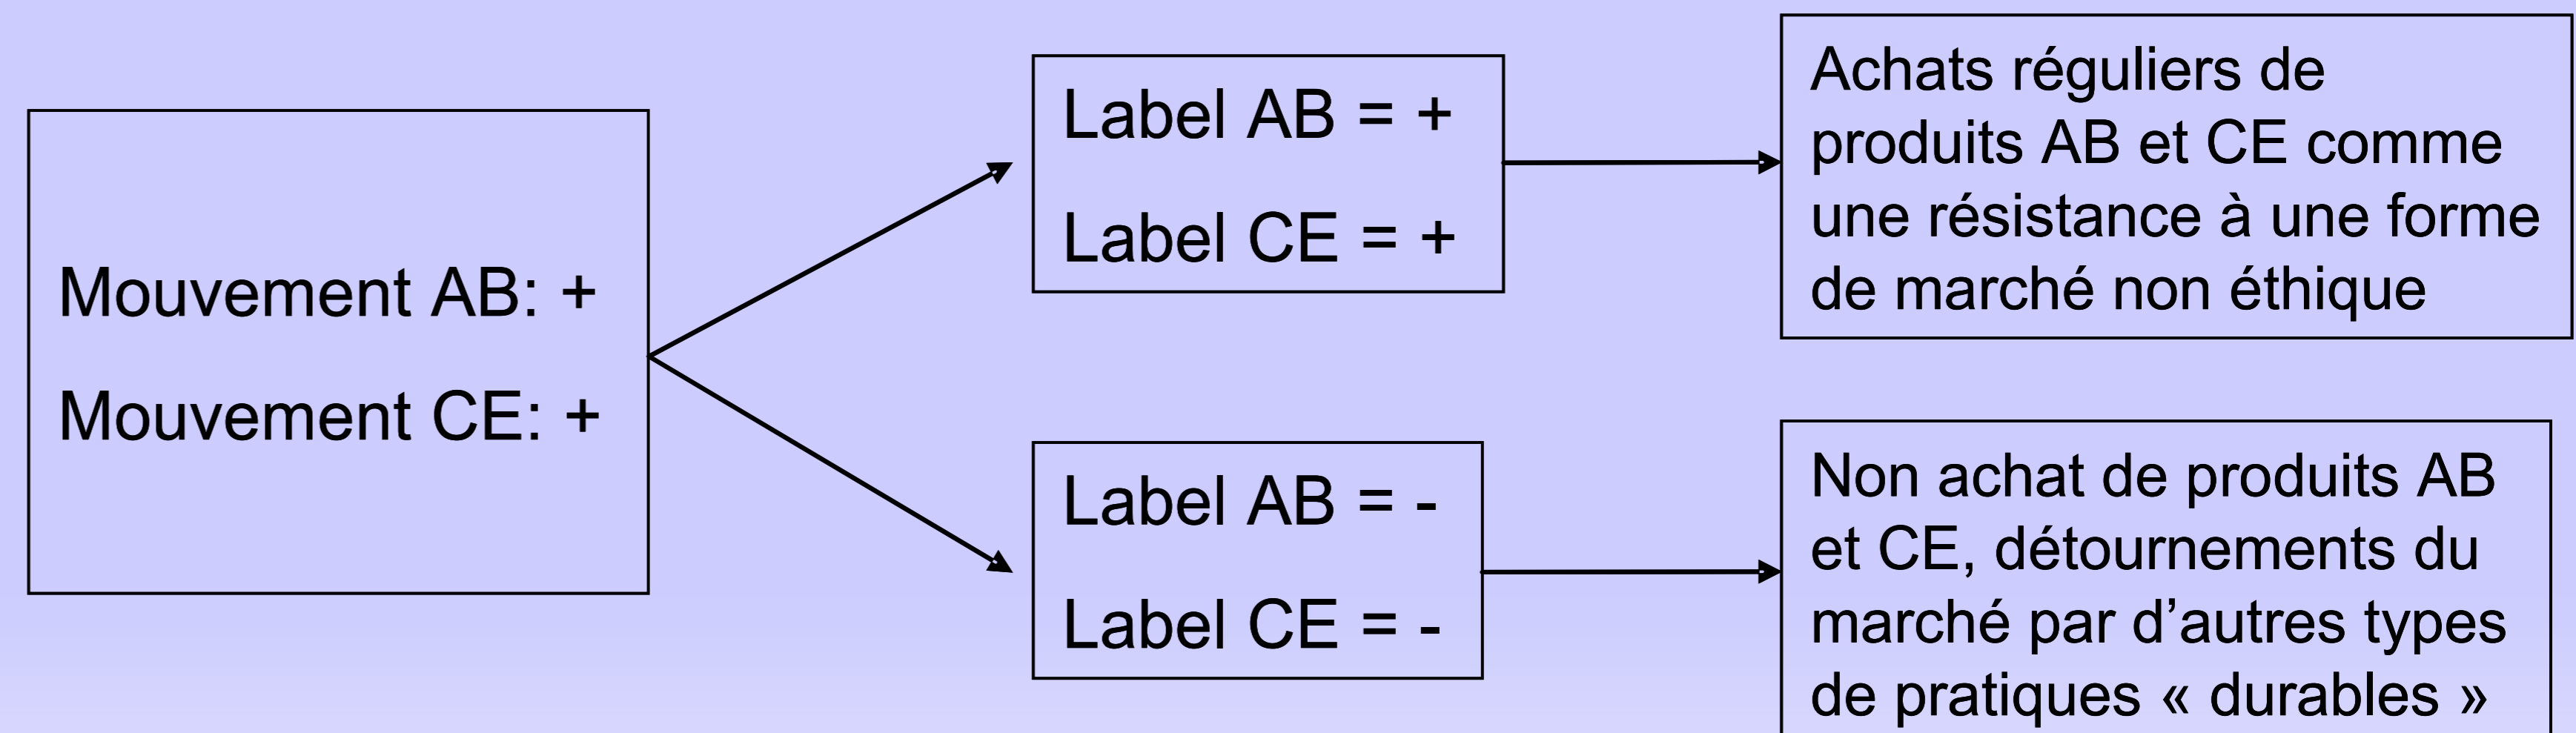 Mouvement AB: +
Mouvement CE: +
Label AB = +
Label CE = +
Achats réguliers de
produits AB et CE comme
une résistance à une forme
de marché non éthique
Label AB = -
Label CE = -
Non achat de produits AB
et CE, détournements du
marché par d’autres types
de pratiques « durables »